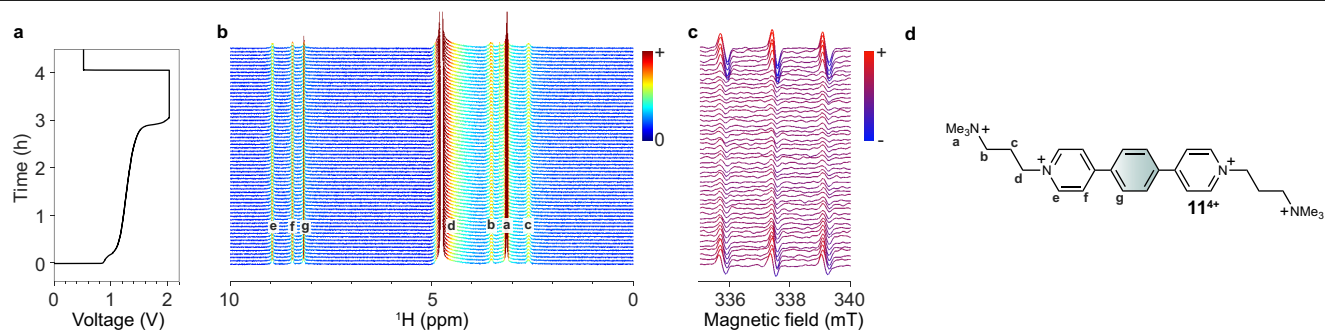 a
4
3
2
1
0
Time (h)
0 1 2
Voltage (V)
b
+
0
e f g d b a c
10 5 0
¹H (ppm)
c
+
-
336 338 340
Magnetic field (mT)
d
Me₃N+
a
c
b
d
+
N
e
f
g
+
N
11⁴⁺
+NMe₃